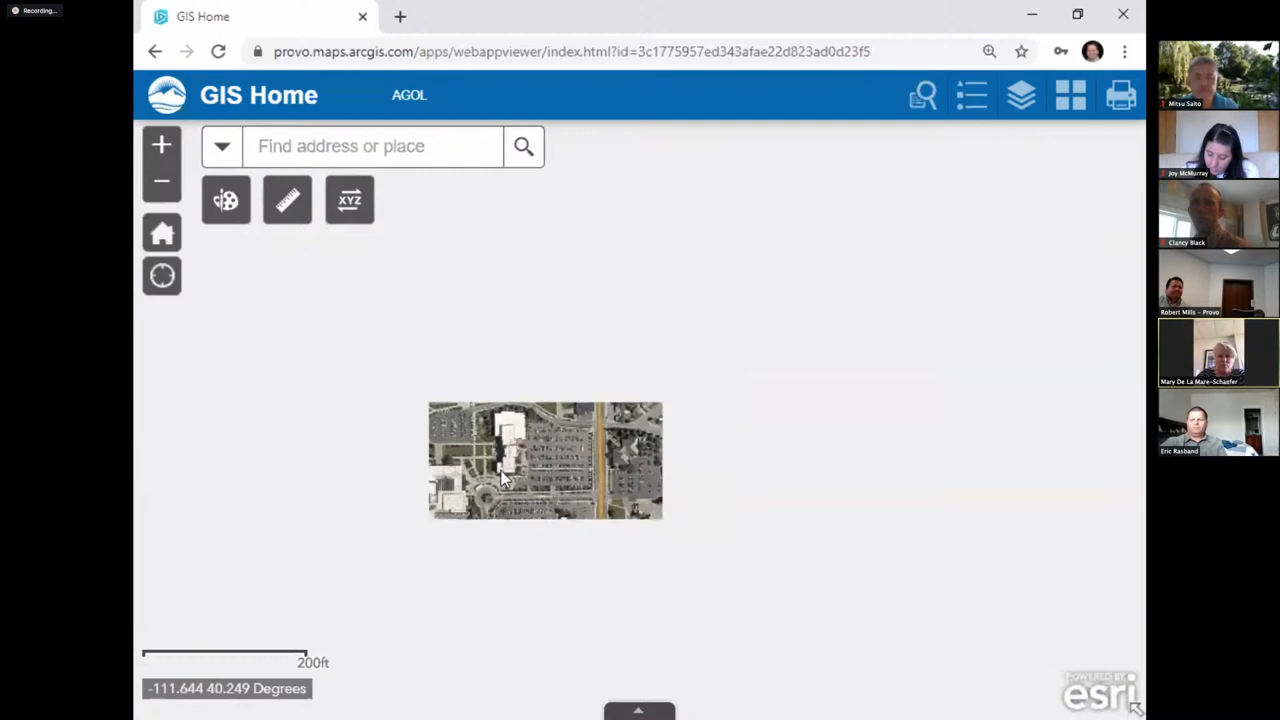 Recording...
GIS Home
provo.maps.arcgis.com/apps/webappviewer/index.html?id=3c1775957ed343afae22d823ad0d23f5
GIS Home
AGOL
Find address or place
XYZ
200ft
-111.644 40.249 Degrees
POWERED BY
esri
Mitsu Saito
Joy McMurray
Clancy Black
Robert Mills - Provo
Mary De La Mare-Schaefer
Eric Rasband